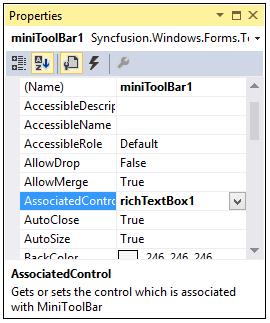 Properties
miniToolBar1 Syncfusion.Windows.Forms.To
(Name) miniToolBar1
AccessibleDescrip
AccessibleName
AccessibleRole Default
AllowDrop False
AllowMerge True
AssociatedContro richTextBox1
AutoClose True
AutoSize True
BackColor 246, 246, 246
AssociatedControl
Gets or sets the control which is associated
with MiniToolBar